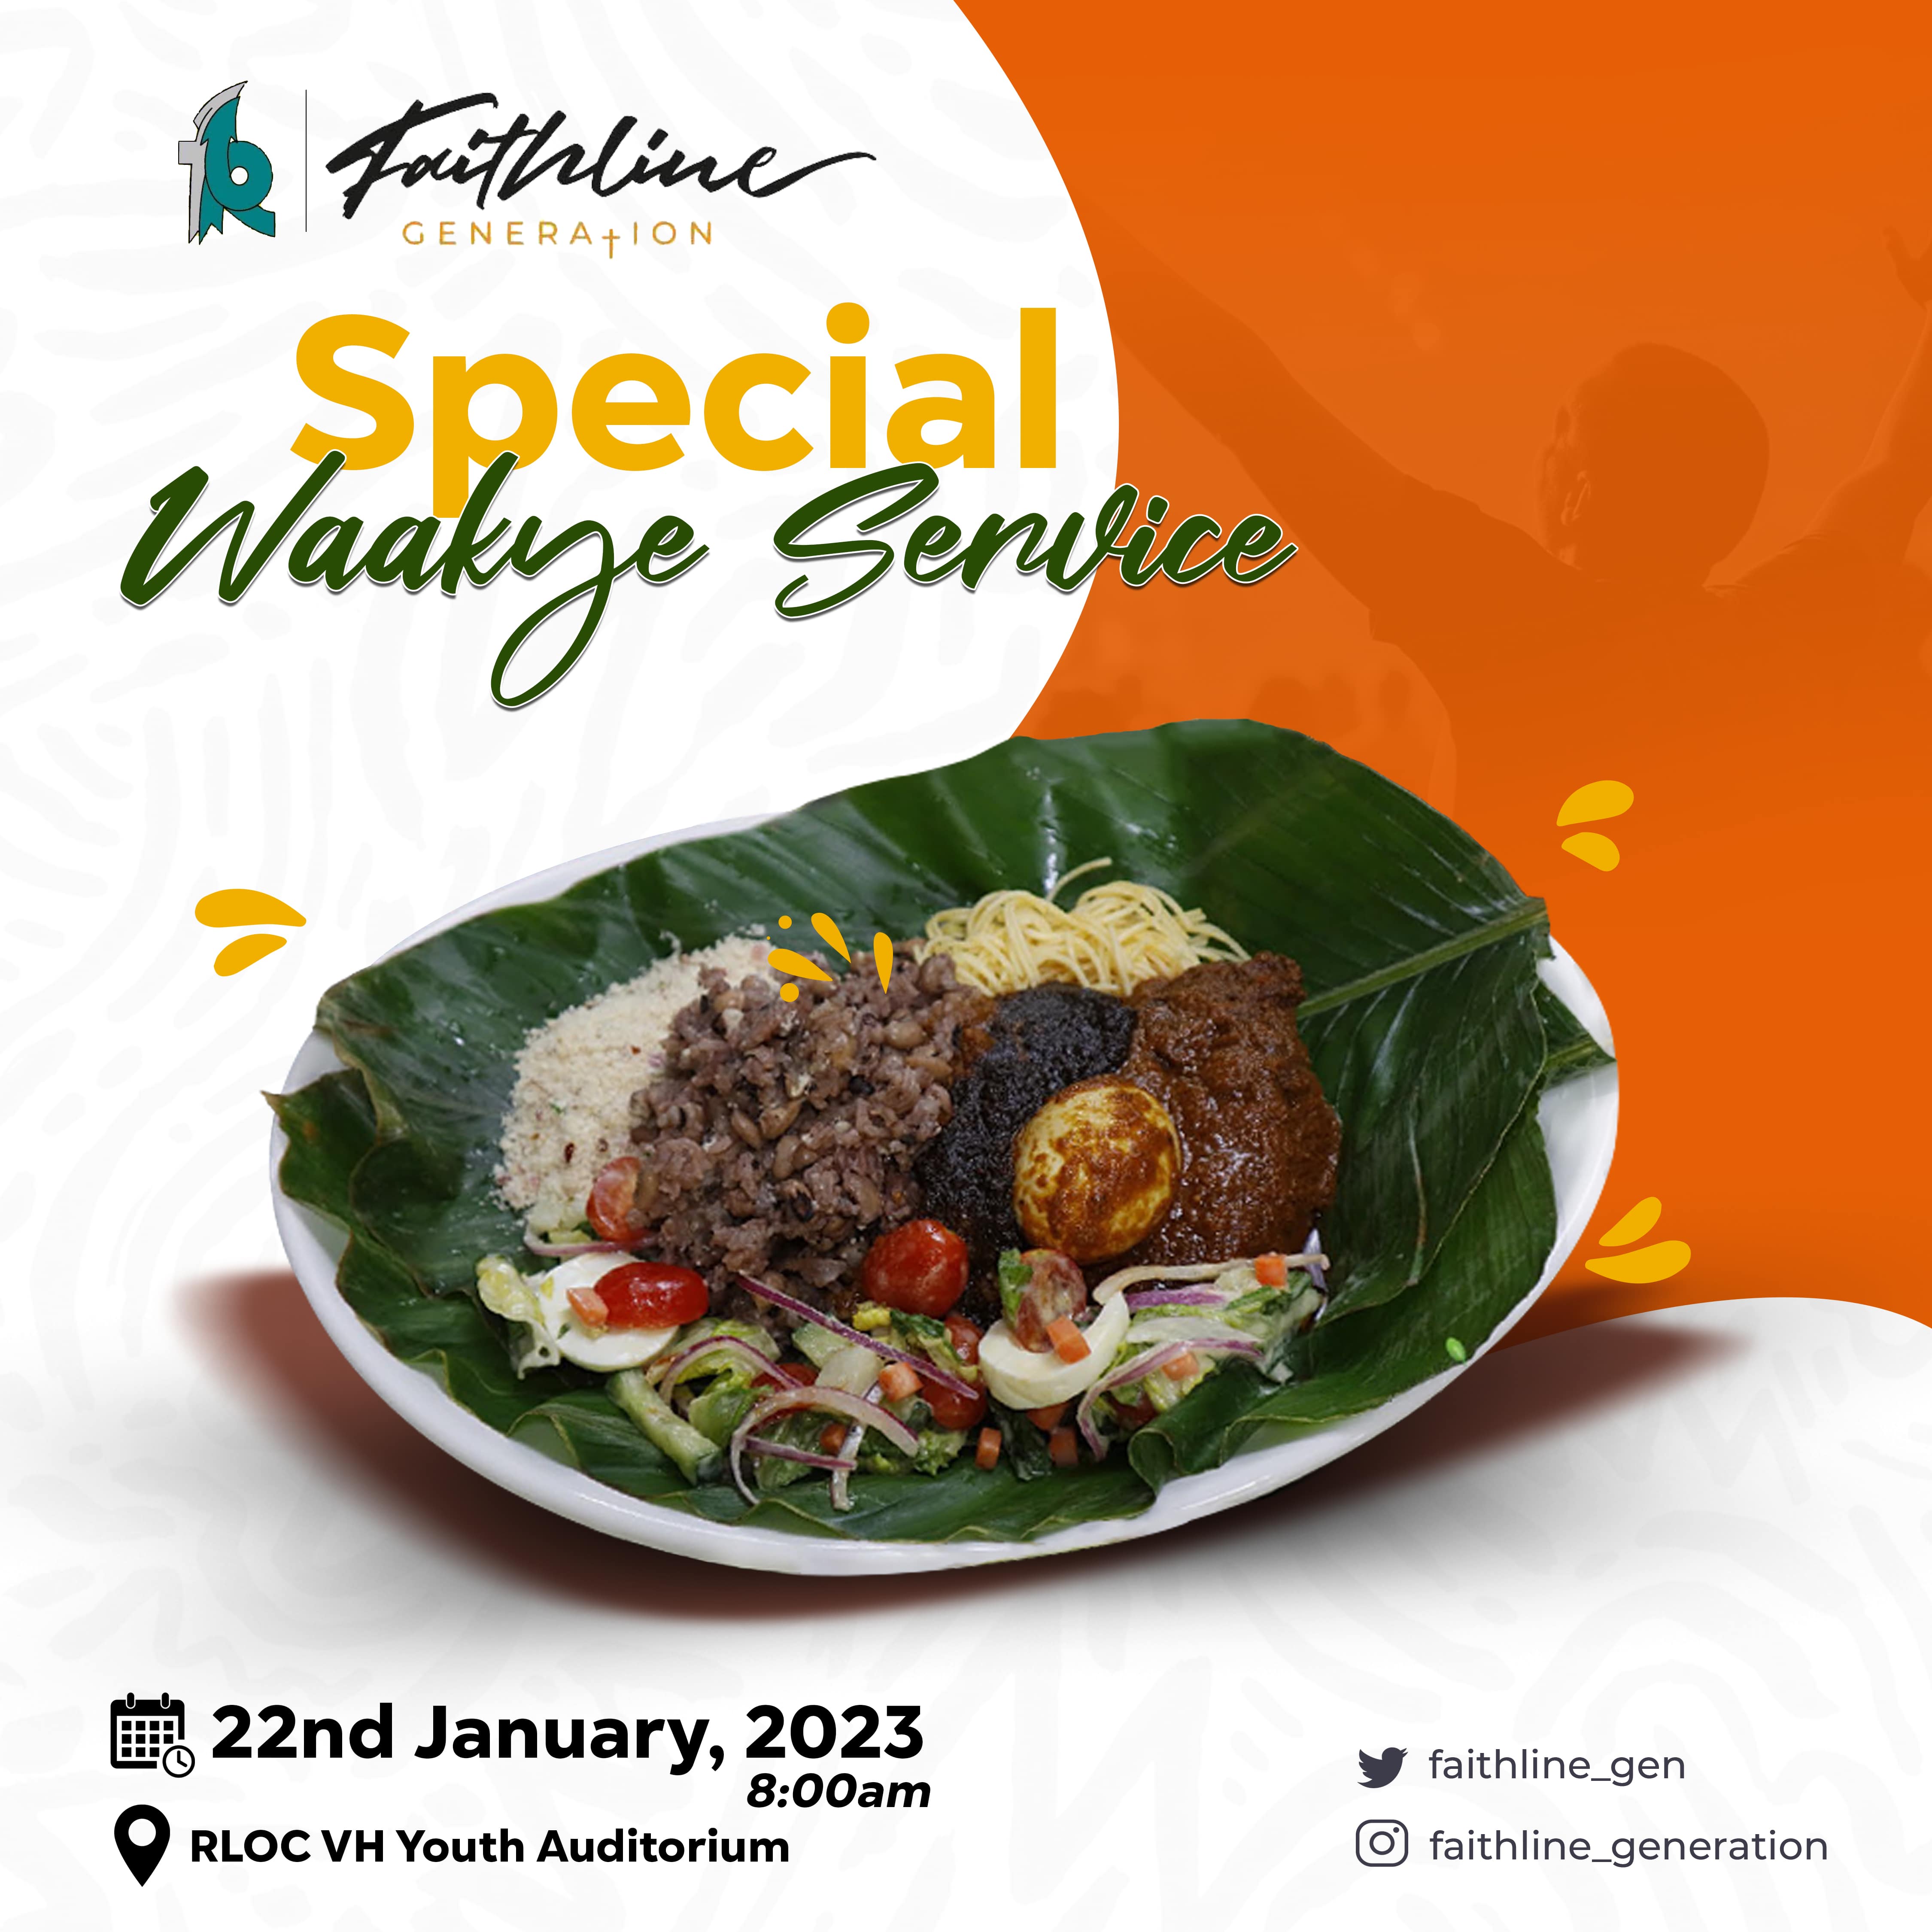 Faithline
GENERATION
Special
Waakye Service
22nd January, 2023
8:00am
RLOC VH Youth Auditorium
faithline_gen
faithline_generation